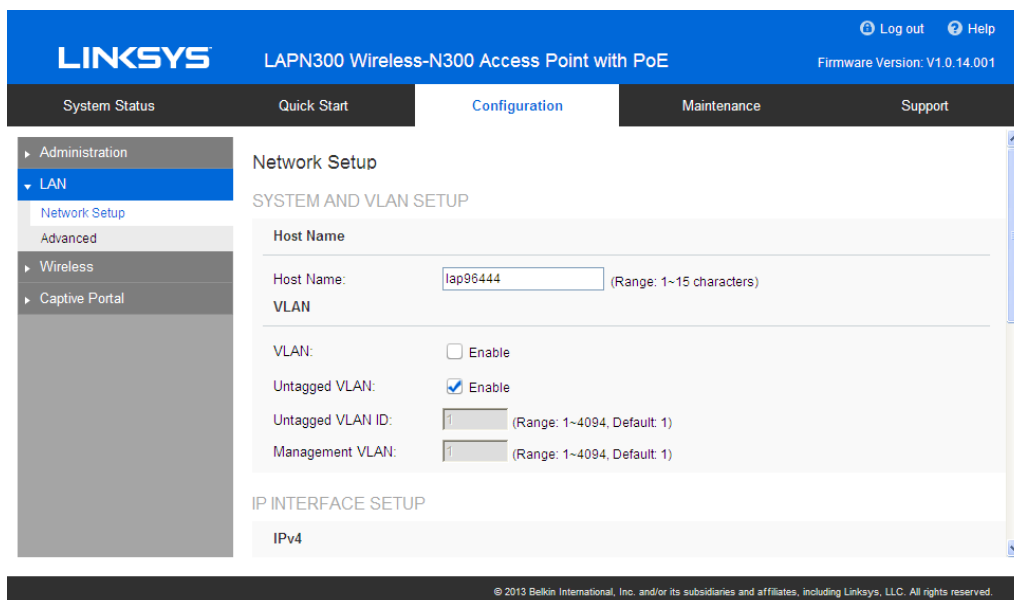 Log out Help
LINKSYS LAPN300 Wireless-N300 Access Point with PoE Firmware Version: V1.0.14.001
System Status Quick Start Configuration Maintenance Support
Administration
LAN
Network Setup
Advanced
Wireless
Captive Portal
Network Setup
SYSTEM AND VLAN SETUP
Host Name
Host Name: lap96444 (Range: 1~15 characters)
VLAN
VLAN: Enable
Untagged VLAN: Enable
Untagged VLAN ID: 1 (Range: 1~4094, Default: 1)
Management VLAN: 1 (Range: 1~4094, Default: 1)
IP INTERFACE SETUP
IPv4
© 2013 Belkin International, Inc. and/or its subsidiaries and affiliates, including Linksys, LLC. All rights reserved.